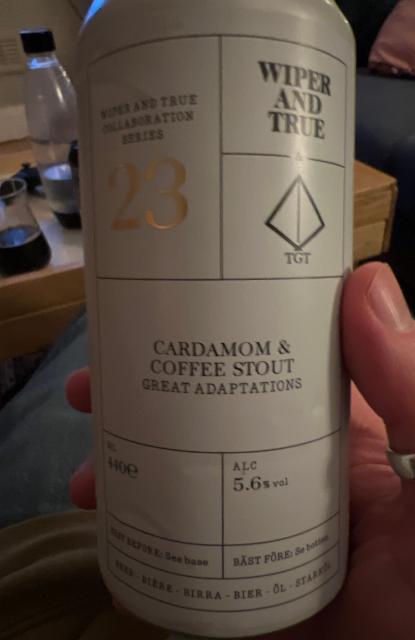 WIPER AND TRUE
COLLABORATION
SERIES
23
WIPER
AND
TRUE
&
TGT
CARDAMOM &
COFFEE STOUT
GREAT ADAPTATIONS
ML
440e
ALC
5.6% vol
BEST BEFORE: See base
BÄST FÖRE: Se botten
BEER - BIÈRE - BIRRA - BIER - ÖL - STARKÖL